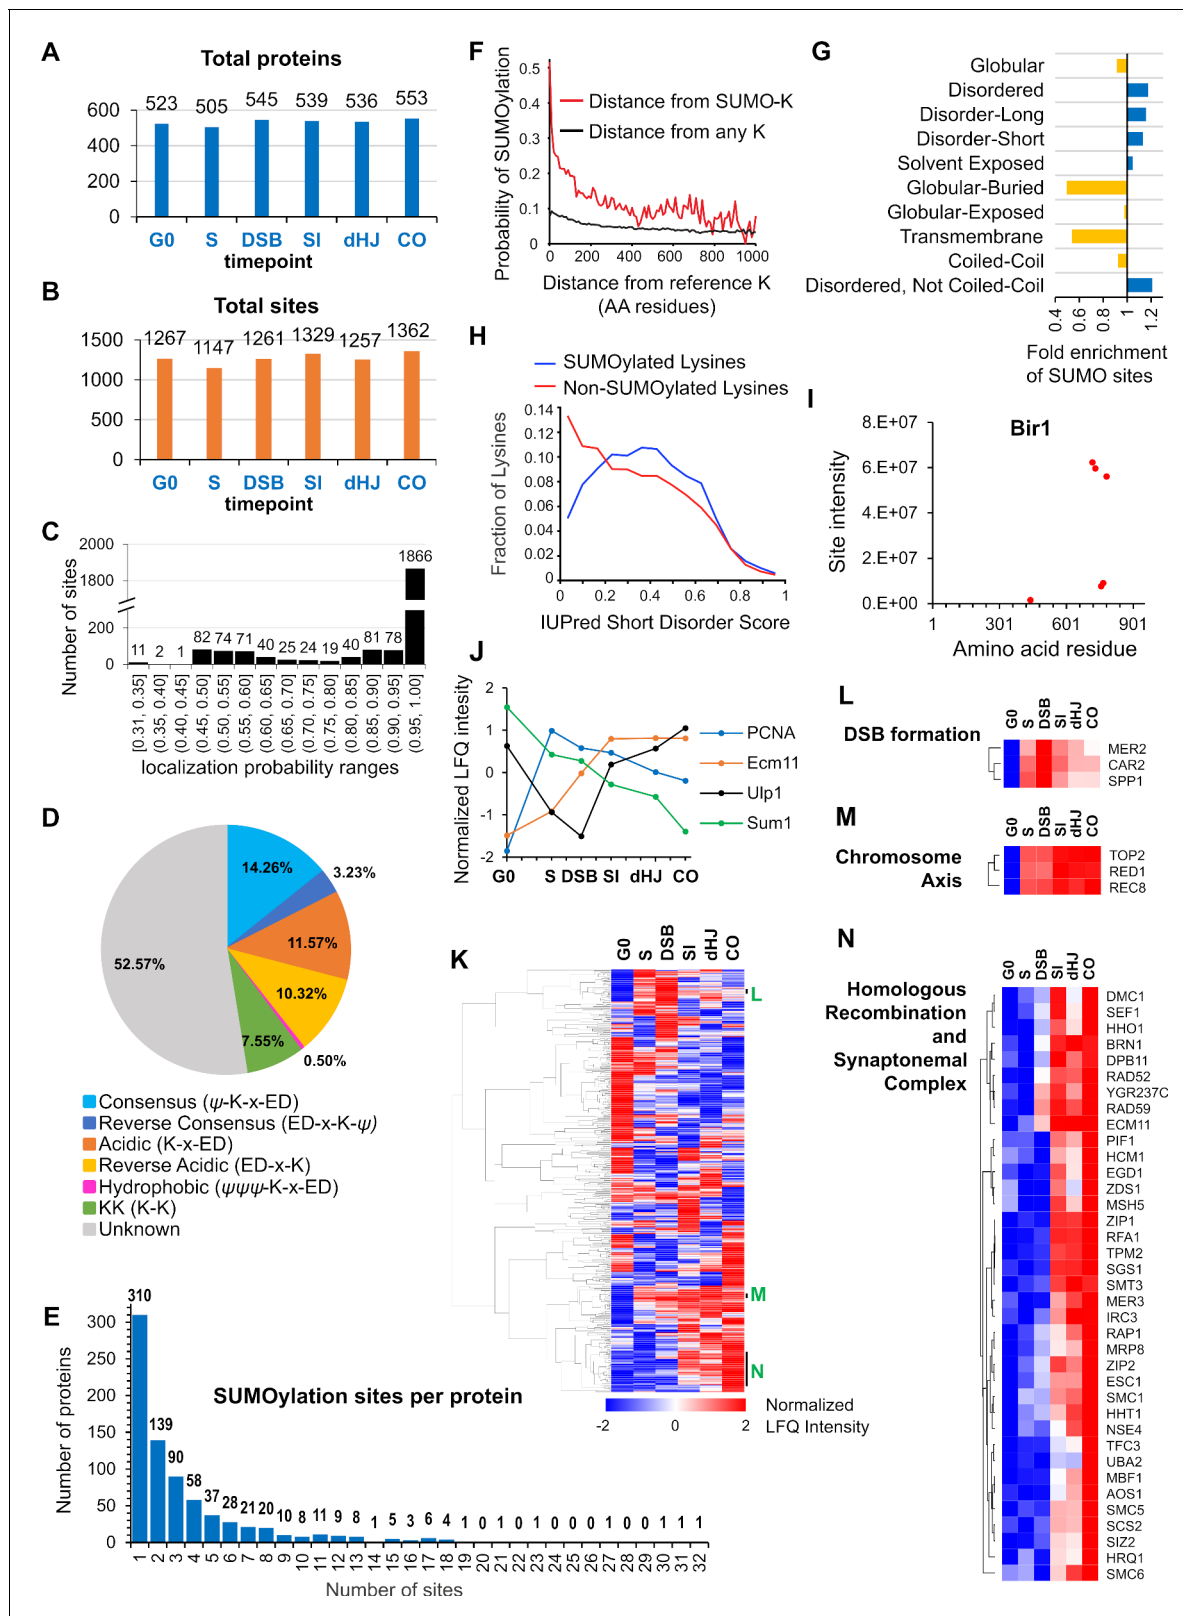 A
Total proteins
523 505 545 539 536 553
600
400
200
0
G0 S DSB SI dHJ CO
timepoint
B
Total sites
1267 1147 1261 1329 1257 1362
1500
1000
500
0
G0 S DSB SI dHJ CO
timepoint
C
Number of sites
2000
1800
200
0
11 2 1 82 74 71 40 25 24 19 40 81 78 1866
[0.31, 0.35]
(0.35, 0.40]
(0.40, 0.45]
(0.45, 0.50]
(0.50, 0.55]
(0.55, 0.60]
(0.60, 0.65]
(0.65, 0.70]
(0.70, 0.75]
(0.75, 0.80]
(0.80, 0.85]
(0.85, 0.90]
(0.90, 0.95]
(0.95, 1.00]
localization probability ranges
D
14.26%
3.23%
11.57%
10.32%
0.50%
7.55%
52.57%
Consensus (ψ-K-x-ED)
Reverse Consensus (ED-x-K-ψ)
Acidic (K-x-ED)
Reverse Acidic (ED-x-K)
Hydrophobic (ψψψ-K-x-ED)
KK (K-K)
Unknown
E
SUMOylation sites per protein
Number of proteins
300
250
200
150
100
50
0
310 139 90 58 37 28 21 20 10 8 11 9 8 1 5 3 6 4 1 0 1 0 1 0 0 0 1 0 0 1 1 1
1 2 3 4 5 6 7 8 9 10 11 12 13 14 15 16 17 18 19 20 21 22 23 24 25 26 27 28 29 30 31 32
Number of sites
F
Probability of SUMOylation
0.5
0.4
0.3
0.2
0.1
0
Distance from SUMO-K
Distance from any K
0 200 400 600 800 1000
Distance from reference K
(AA residues)
G
Globular
Disordered
Disorder-Long
Disorder-Short
Solvent Exposed
Globular-Buried
Globular-Exposed
Transmembrane
Coiled-Coil
Disordered, Not Coiled-Coil
0.4 0.6 0.8 1 1.2
Fold enrichment
of SUMO sites
H
SUMOylated Lysines
Non-SUMOylated Lysines
Fraction of Lysines
0.14
0.12
0.10
0.08
0.06
0.04
0.02
0
0 0.2 0.4 0.6 0.8 1
IUPred Short Disorder Score
I
Bir1
Site intensity
8.E+07
6.E+07
4.E+07
2.E+07
0.E+00
1 301 601 901
Amino acid residue
J
Normalized LFQ intesity
2
1
0
-1
-2
PCNA
Ecm11
Ulp1
Sum1
G0 S DSB SI dHJ CO
K
G0 S DSB SI dHJ CO
L
M
N
-2 0 2
Normalized
LFQ Intensity
L
DSB formation
G0 S DSB SI dHJ CO
MER2
CAR2
SPP1
M
Chromosome
Axis
G0 S DSB SI dHJ CO
TOP2
RED1
REC8
N
Homologous
Recombination
and
Synaptonemal
Complex
G0 S DSB SI dHJ CO
DMC1
SEF1
HHO1
BRN1
DPB11
RAD52
YGR237C
RAD59
ECM11
PIF1
HCM1
EGD1
ZDS1
MSH5
ZIP1
RFA1
TPM2
SGS1
SMT3
MER3
IRC3
RAP1
MRP8
ZIP2
ESC1
SMC1
HHT1
NSE4
TFC3
UBA2
MBF1
AOS1
SMC5
SCS2
SIZ2
HRQ1
SMC6